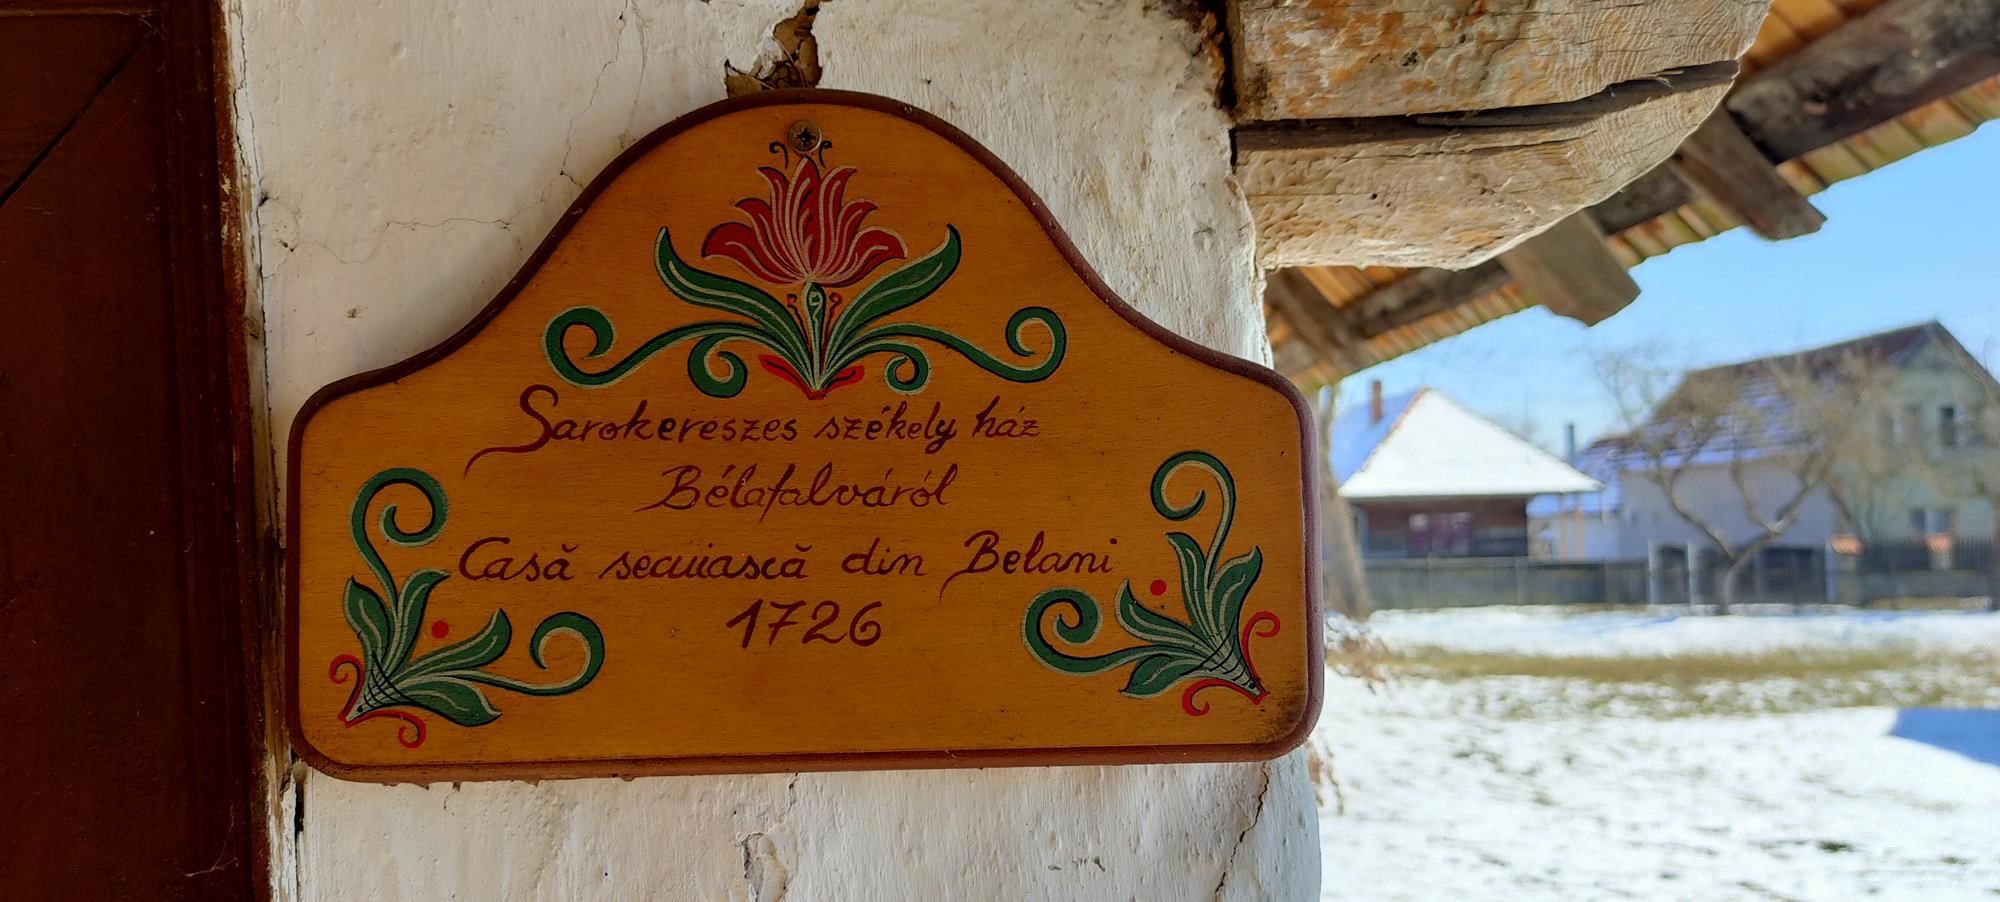 Sarokereszes székely ház
Bélafalváról
Casă secuiască din Belani
1726